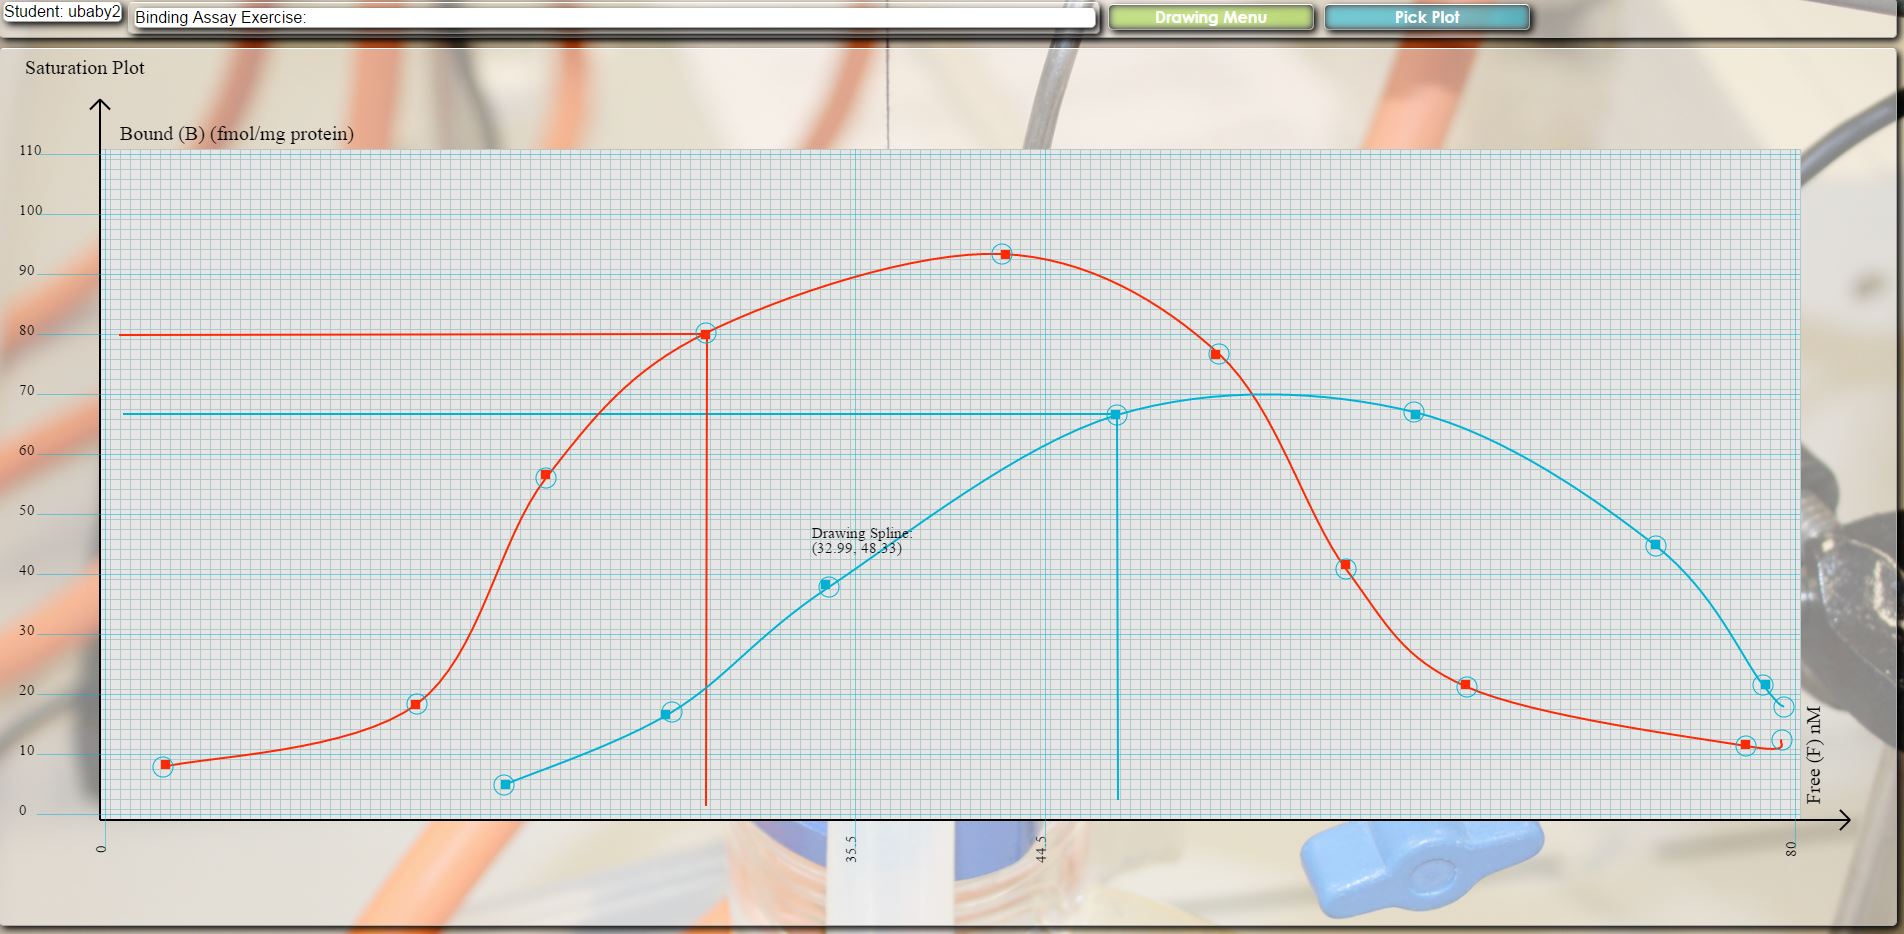 Student: ubaby2
Binding Assay Exercise:
Drawing Menu
Pick Plot
Saturation Plot
Bound (B) (fmol/mg protein)
110
100
90
80
70
60
50
40
30
20
10
0
Drawing Spline:
(32.99, 48.33)
0
35.5
44.5
80
Free (F) nM